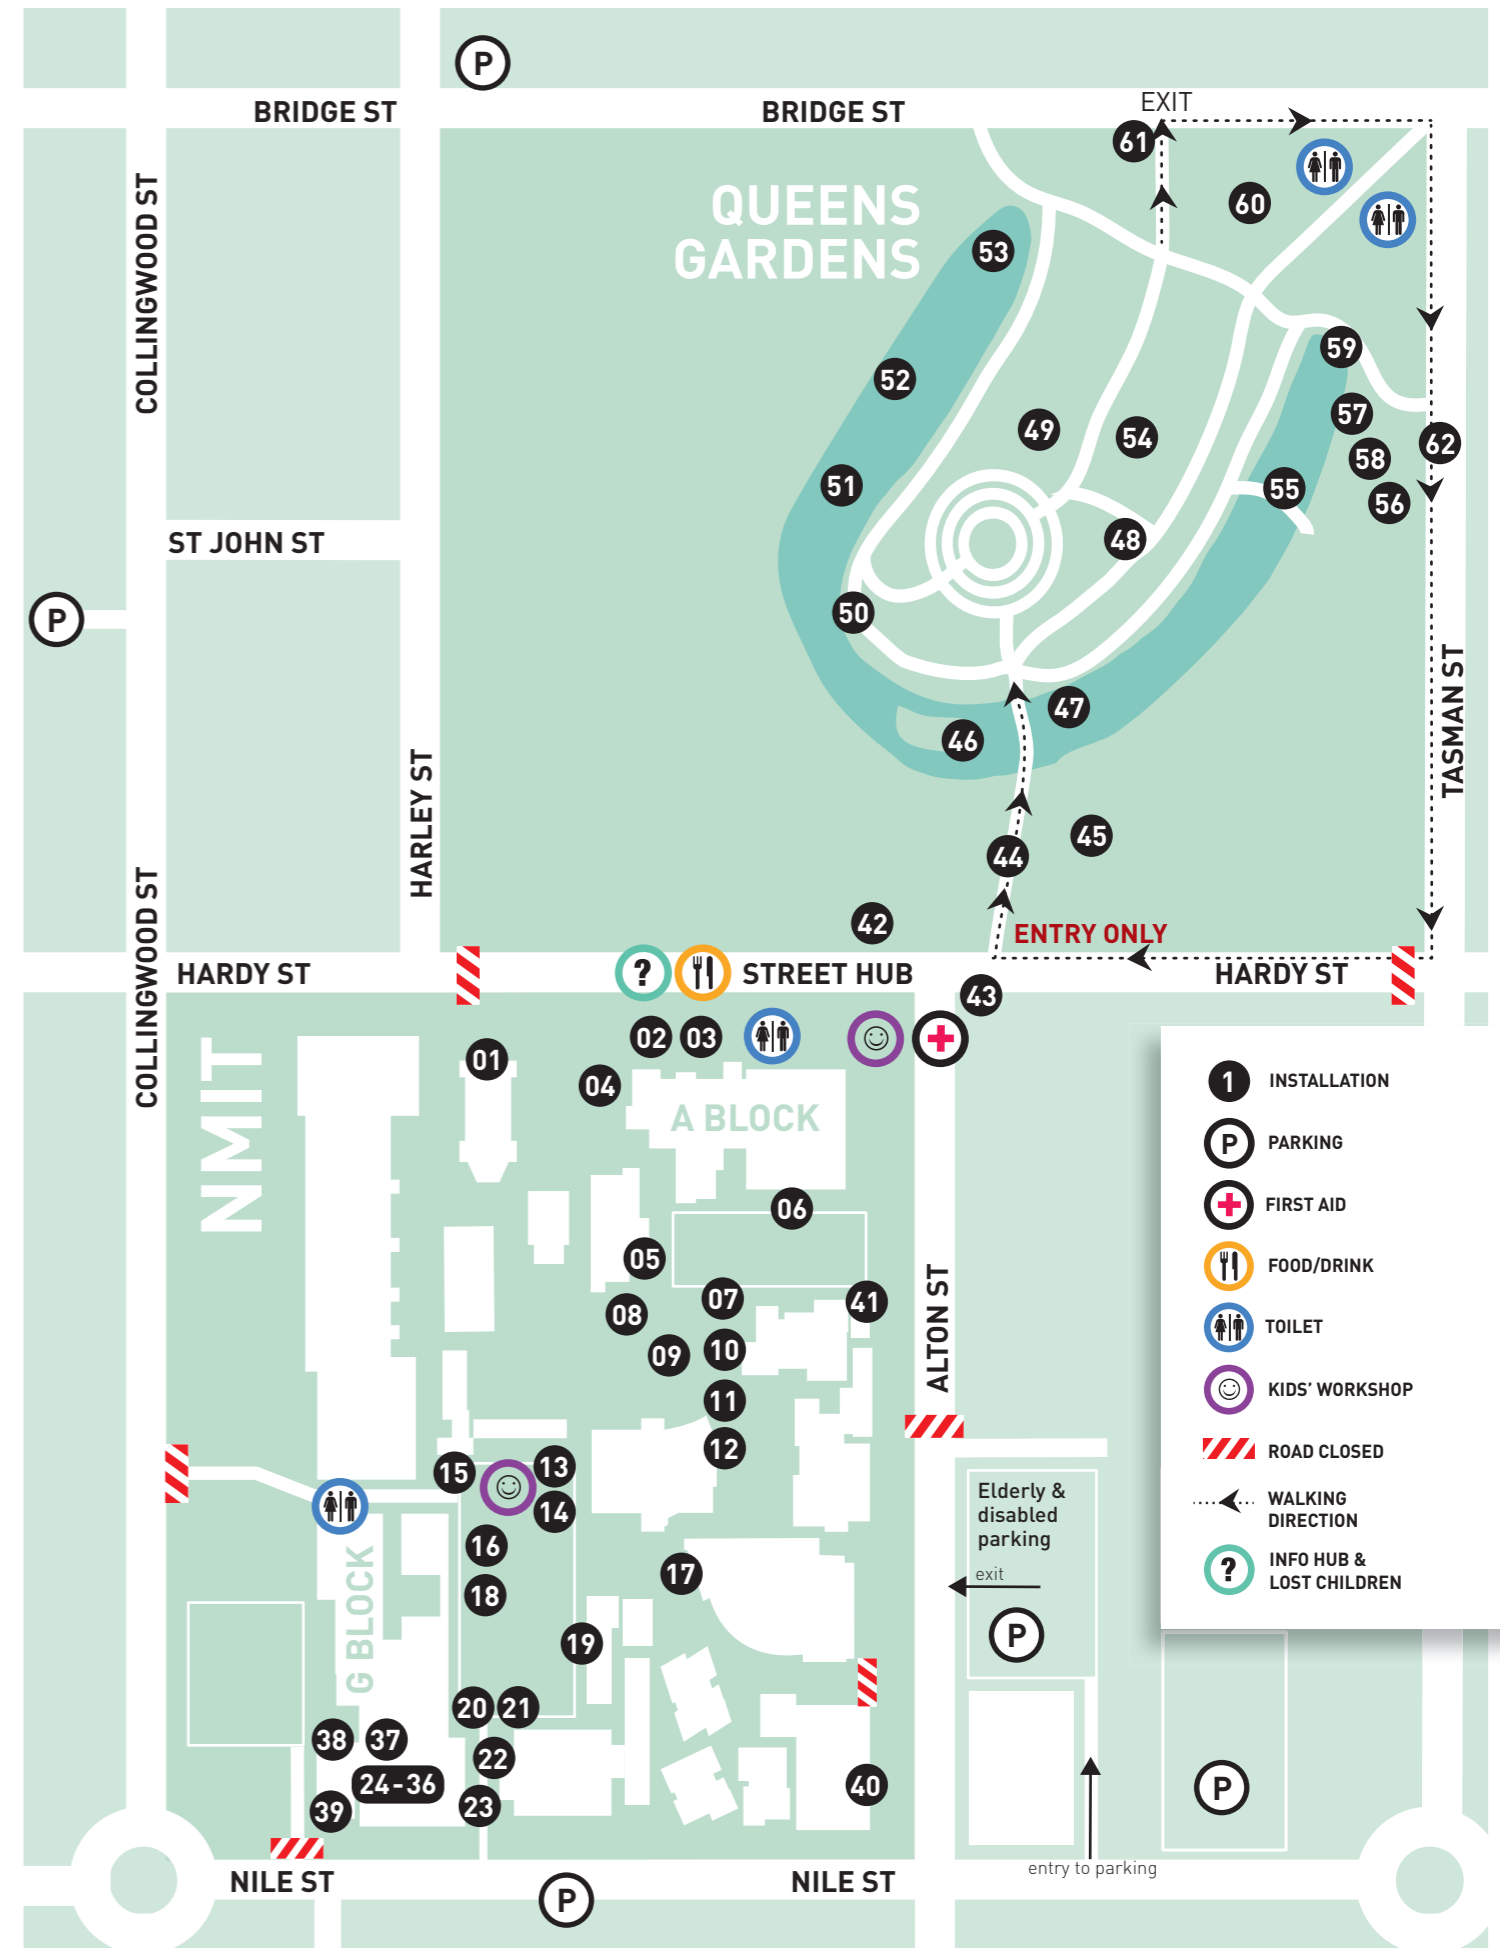 P
BRIDGE ST
BRIDGE ST
EXIT
61
COLLINGWOOD ST
QUEENS
GARDENS
60
53
59
52
57
49
54
62
58
51
55
56
ST JOHN ST
48
P
50
TASMAN ST
47
46
HARLEY ST
45
44
COLLINGWOOD ST
42
ENTRY ONLY
HARDY ST
?
STREET HUB
HARDY ST
43
NMIT
01
02
03
04
A BLOCK
06
05
07
41
08
10
09
ALTON ST
11
12
15
13
14
16
17
18
19
G BLOCK
20
21
38
37
22
24-36
39
23
40
Elderly &
disabled
parking
exit
P
P
entry to parking
NILE ST
P
NILE ST
1 INSTALLATION
P PARKING
FIRST AID
FOOD/DRINK
TOILET
KIDS' WORKSHOP
ROAD CLOSED
WALKING
DIRECTION
? INFO HUB &
LOST CHILDREN